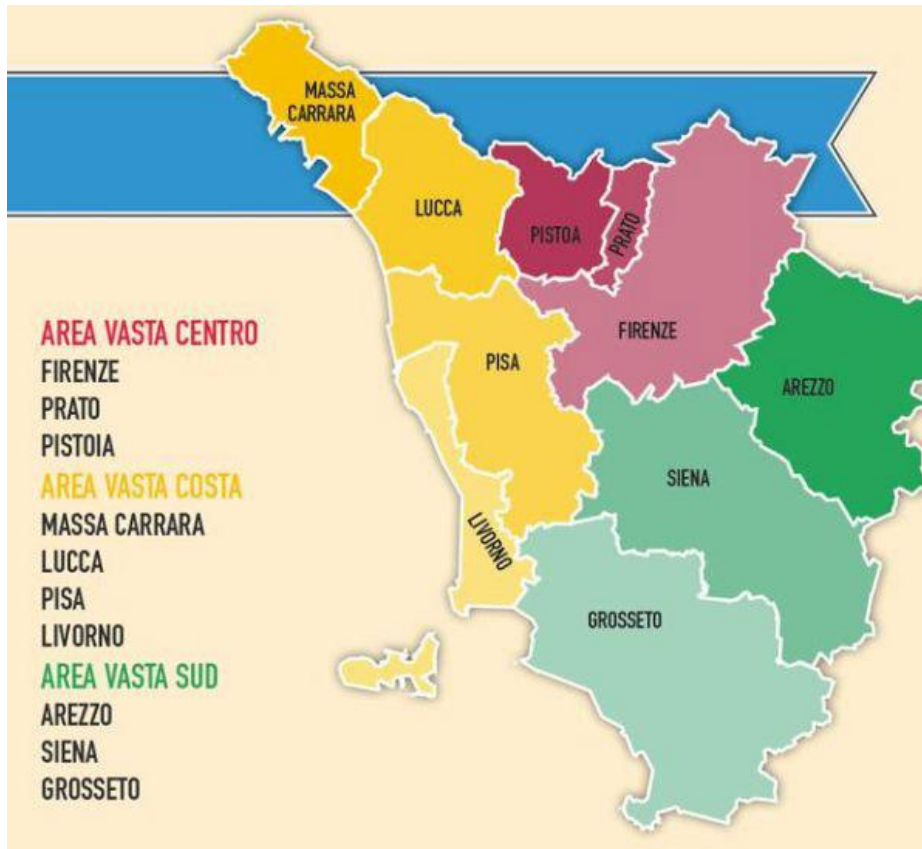 MASSA
CARRARA
LUCCA
PISTOA
PRATO
FIRENZE
PISA
AREZZO
SIENA
LIVORNO
GROSSETO
AREA VASTA CENTRO
FIRENZE
PRATO
PISTOIA
AREA VASTA COSTA
MASSA CARRARA
LUCCA
PISA
LIVORNO
AREA VASTA SUD
AREZZO
SIENA
GROSSETO